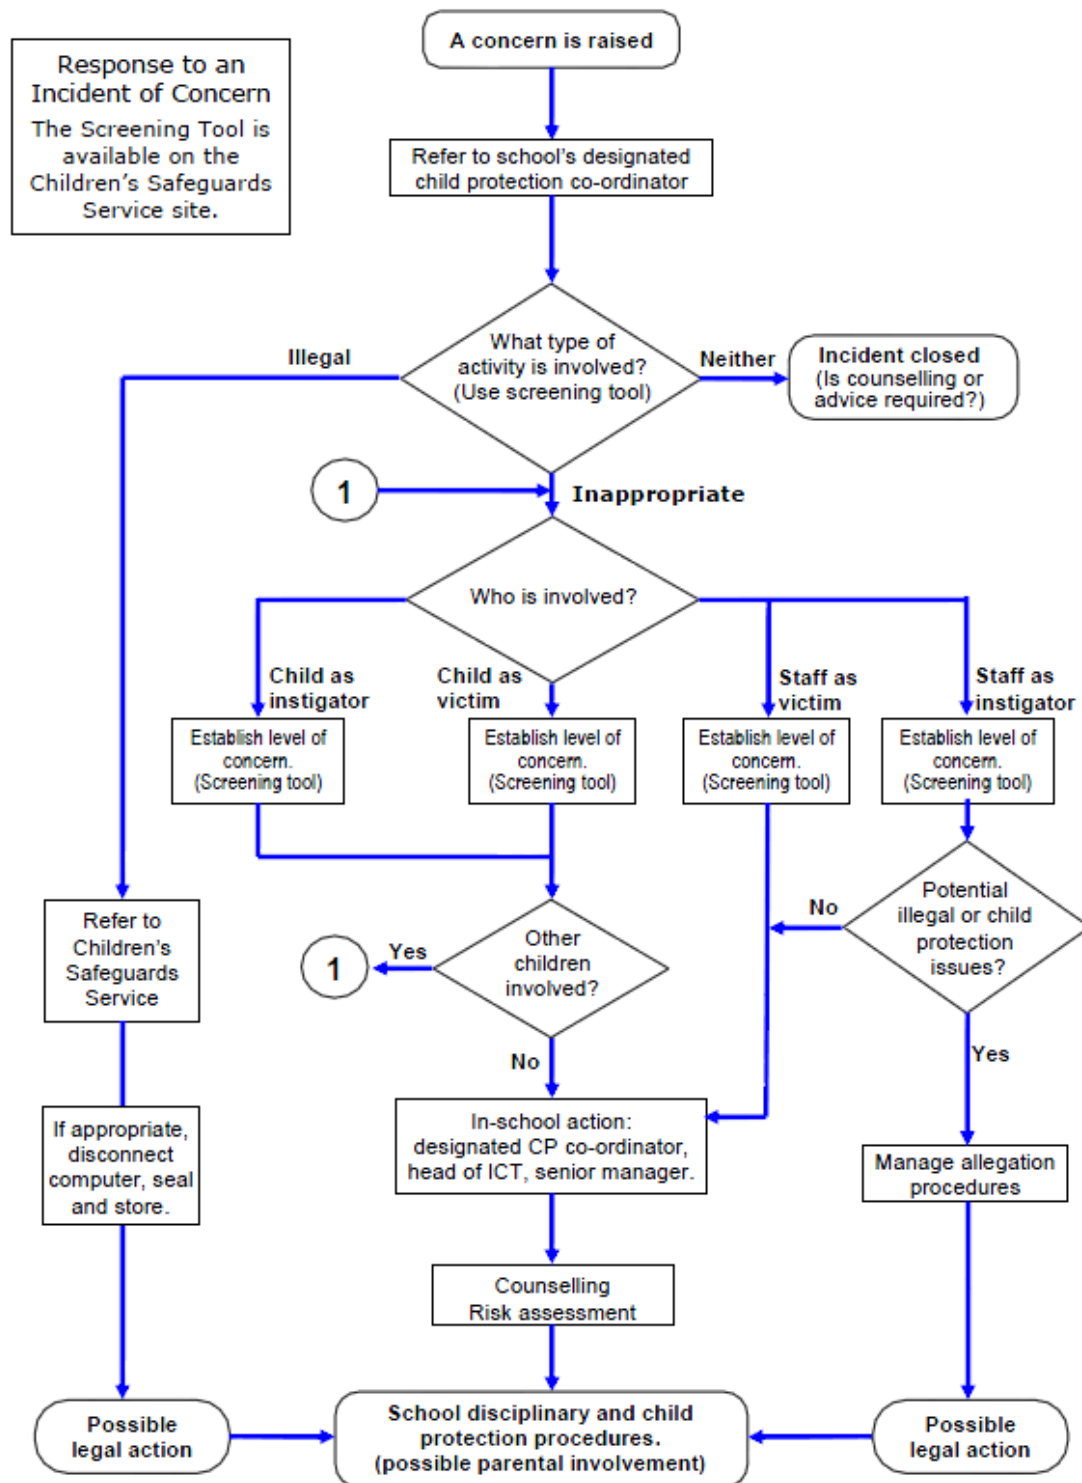 A concern is raised
Response to an
Incident of Concern
The Screening Tool is
available on the
Children's Safeguards
Service site.
Refer to school's designated
child protection co-ordinator
What type of
activity is involved?
(Use screening tool)
Illegal
Neither
Incident closed
(Is counselling or
advice required?)
1
Inappropriate
Who is involved?
Child as
instigator
Child as
victim
Staff as
victim
Staff as
instigator
Establish level of
concern.
(Screening tool)
Establish level of
concern.
(Screening tool)
Establish level of
concern.
(Screening tool)
Establish level of
concern.
(Screening tool)
Refer to
Children's
Safeguards
Service
1
Yes
Other
children
involved?
No
Potential
illegal or child
protection
issues?
No
Yes
If appropriate,
disconnect
computer, seal
and store.
In-school action:
designated CP co-ordinator,
head of ICT, senior manager.
Manage allegation
procedures
Counselling
Risk assessment
Possible
legal action
School disciplinary and child
protection procedures.
(possible parental involvement)
Possible
legal action